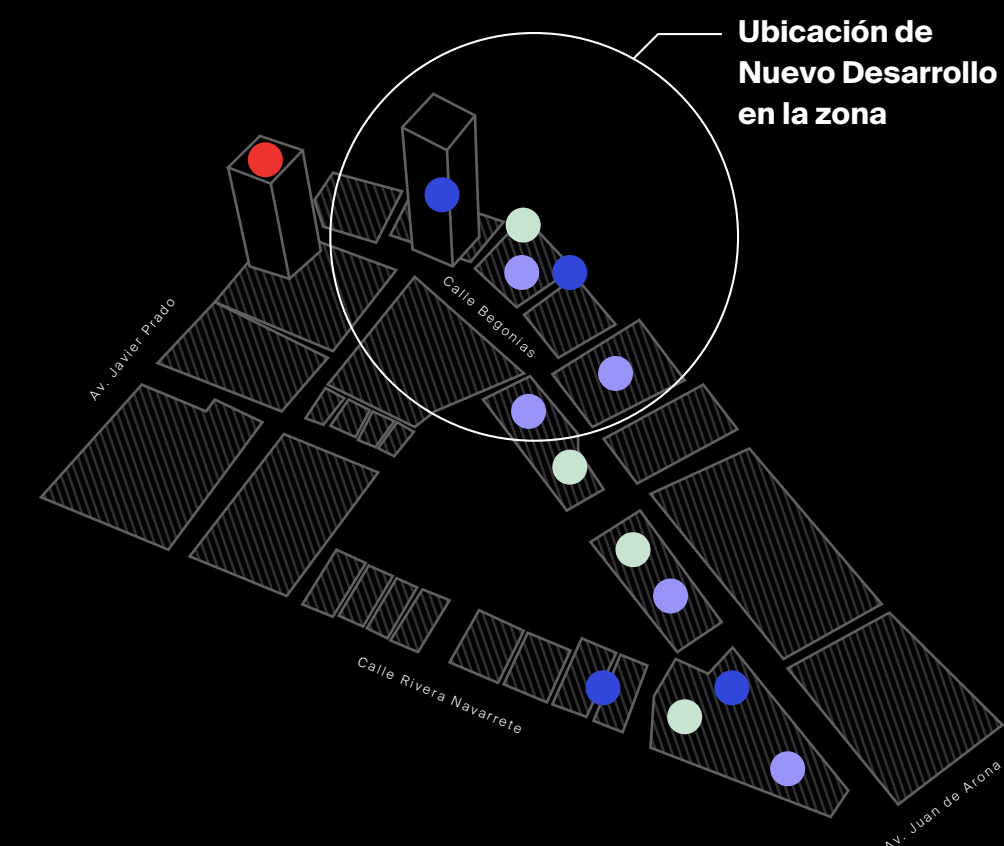 Ubicación de
Nuevo Desarrollo
en la zona
Av. Javier Prado
Calle Begonias
Calle Rivera Navarrete
Av. Juan de Arona